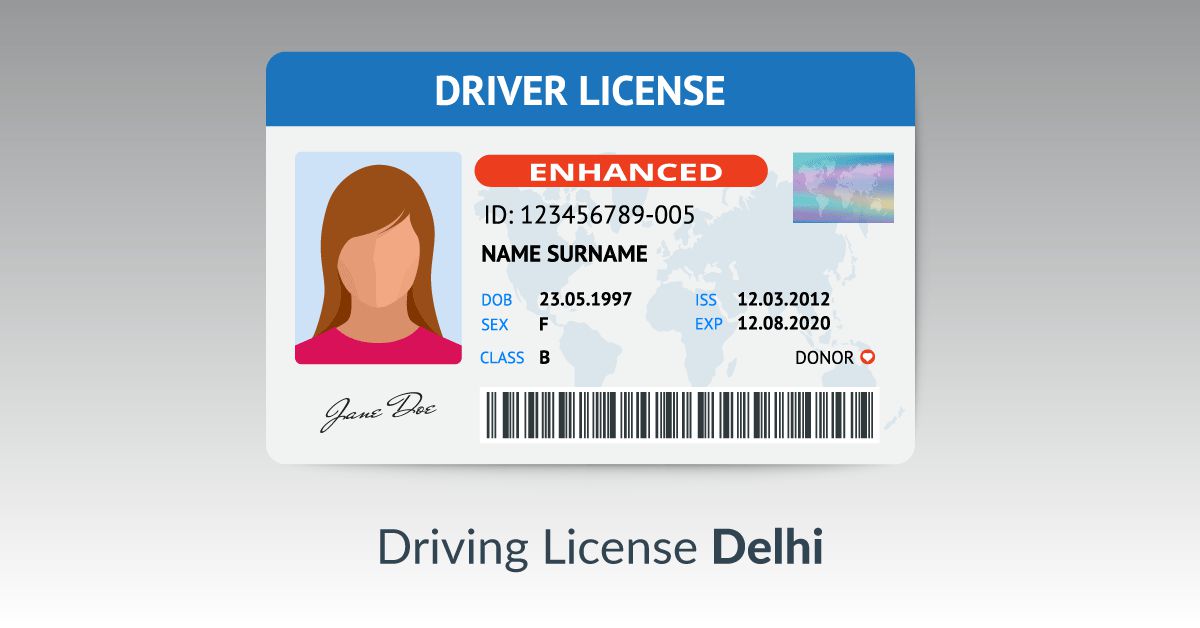 DRIVER LICENSE
ENHANCED
ID: 123456789-005
NAME SURNAME
DOB 23.05.1997 ISS 12.03.2012
SEX F EXP 12.08.2020
CLASS B DONOR
Jane Doe
Driving License Delhi